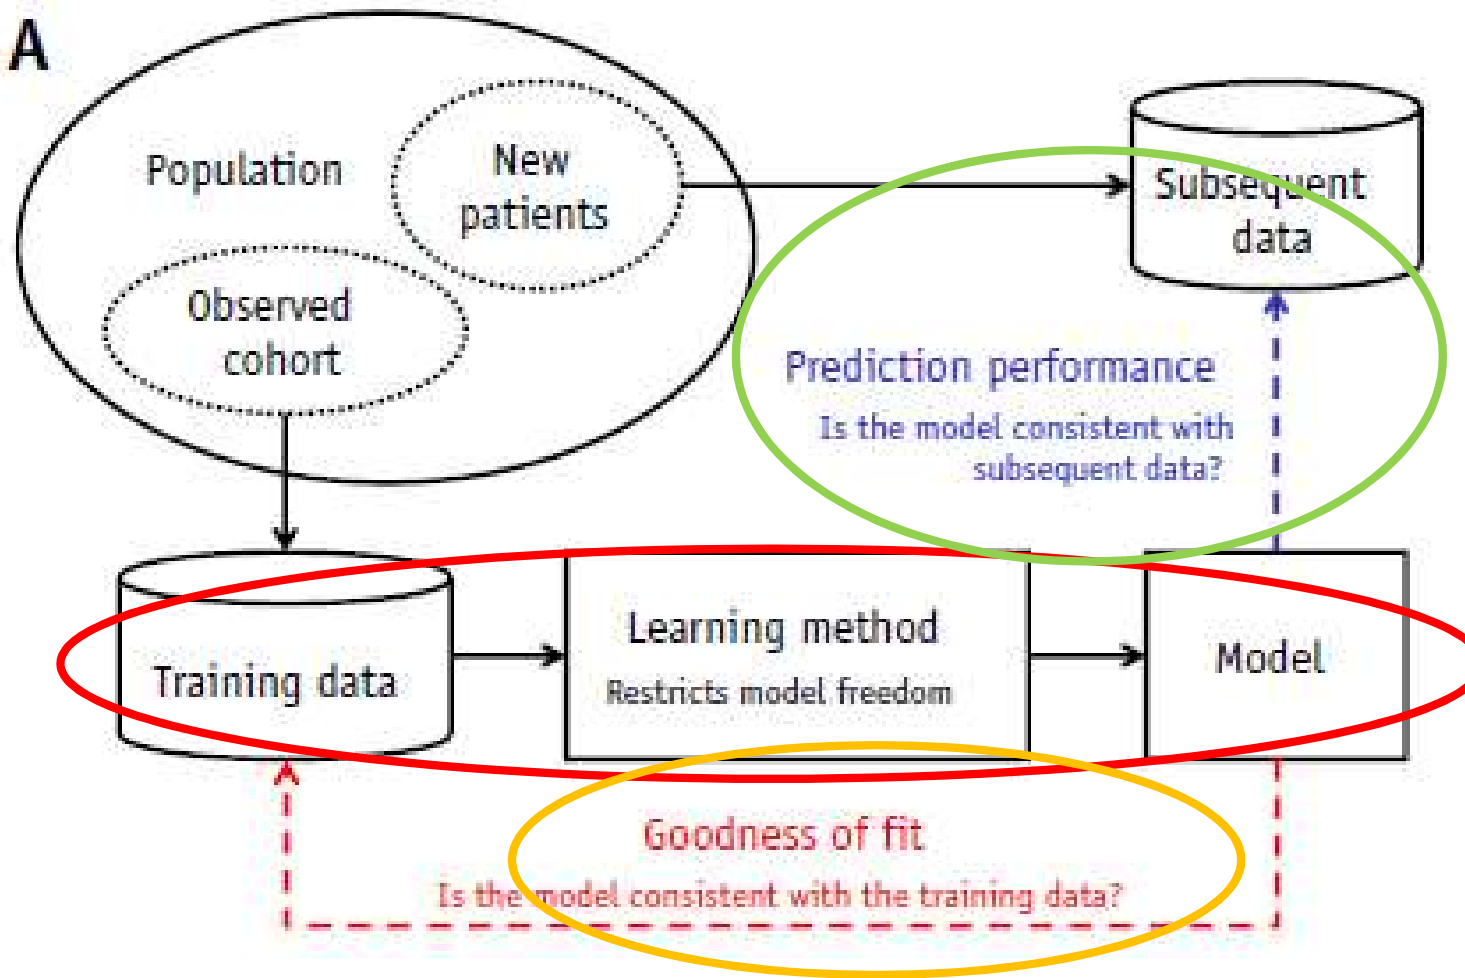 A
Population
New
patients
Observed
cohort
Subsequent
data
Prediction performance
Is the model consistent with
subsequent data?
Training data
Learning method
Restricts model freedom
Model
Goodness of fit
Is the model consistent with the training data?